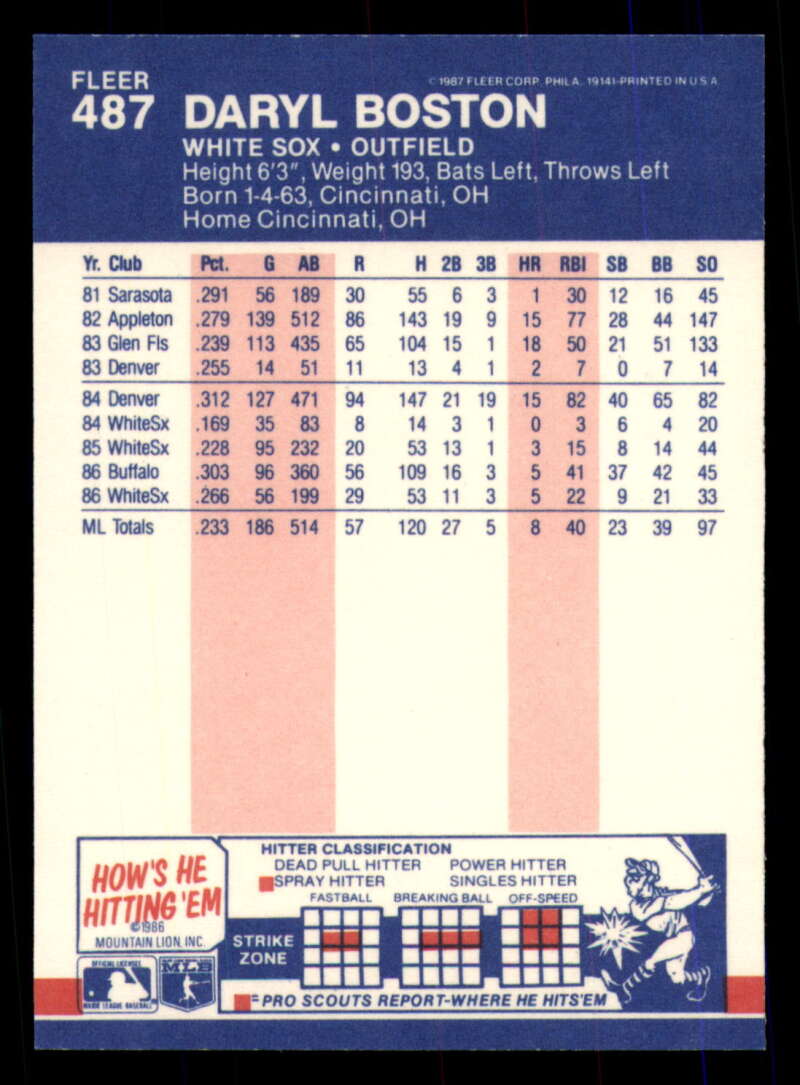 FLEER
© 1987 FLEER CORP. PHILA. 19141-PRINTED IN U S A
487 DARYL BOSTON
WHITE SOX • OUTFIELD
Height 6'3", Weight 193, Bats Left, Throws Left
Born 1-4-63, Cincinnati, OH
Home Cincinnati, OH
Yr. Club Pct. G AB R H 2B 3B HR RBI SB BB SO
81 Sarasota .291 56 189 30 55 6 3 1 30 12 16 45
82 Appleton .279 139 512 86 143 19 9 15 77 28 44 147
83 Glen Fls .239 113 435 65 104 15 1 18 50 21 51 133
83 Denver .255 14 51 11 13 4 1 2 7 0 7 14
84 Denver .312 127 471 94 147 21 19 15 82 40 65 82
84 WhiteSx .169 35 83 8 14 3 1 0 3 6 4 20
85 WhiteSx .228 95 232 20 53 13 1 3 15 8 14 44
86 Buffalo .303 96 360 56 109 16 3 5 41 37 42 45
86 WhiteSx .266 56 199 29 53 11 3 5 22 9 21 33
ML Totals .233 186 514 57 120 27 5 8 40 23 39 97
HOW'S HE
HITTING 'EM
©1986
MOUNTAIN LION, INC.
HITTER CLASSIFICATION
DEAD PULL HITTER POWER HITTER
SPRAY HITTER SINGLES HITTER
FASTBALL BREAKING BALL OFF-SPEED
STRIKE
ZONE
OFFICIAL LICENSEE
MAJOR LEAGUE BASEBALL
MLB
=PRO SCOUTS REPORT-WHERE HE HITS'EM